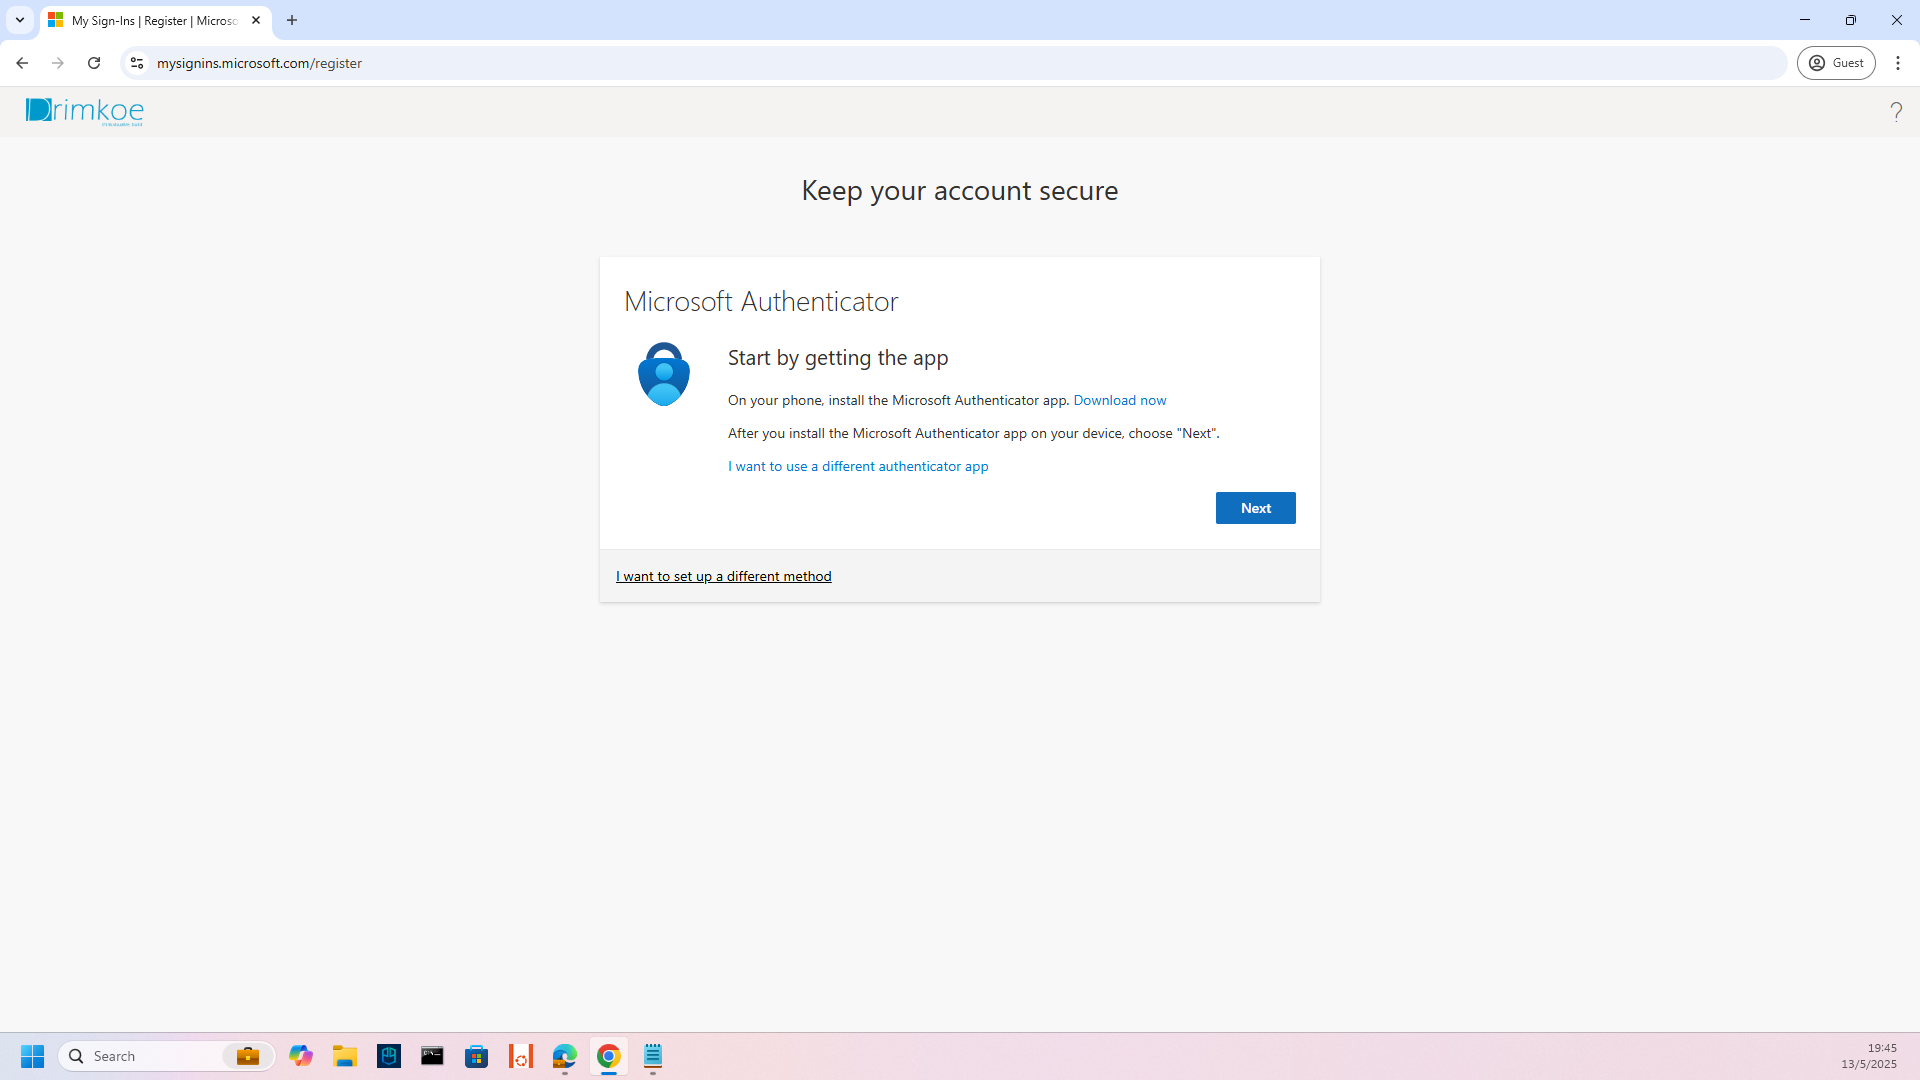 My Sign-Ins | Register | Microso
mysignins.microsoft.com/register
Guest
Drimkoe
?
Keep your account secure
Microsoft Authenticator
Start by getting the app
On your phone, install the Microsoft Authenticator app. Download now
After you install the Microsoft Authenticator app on your device, choose "Next".
I want to use a different authenticator app
Next
I want to set up a different method
Search
19:45
13/5/2025